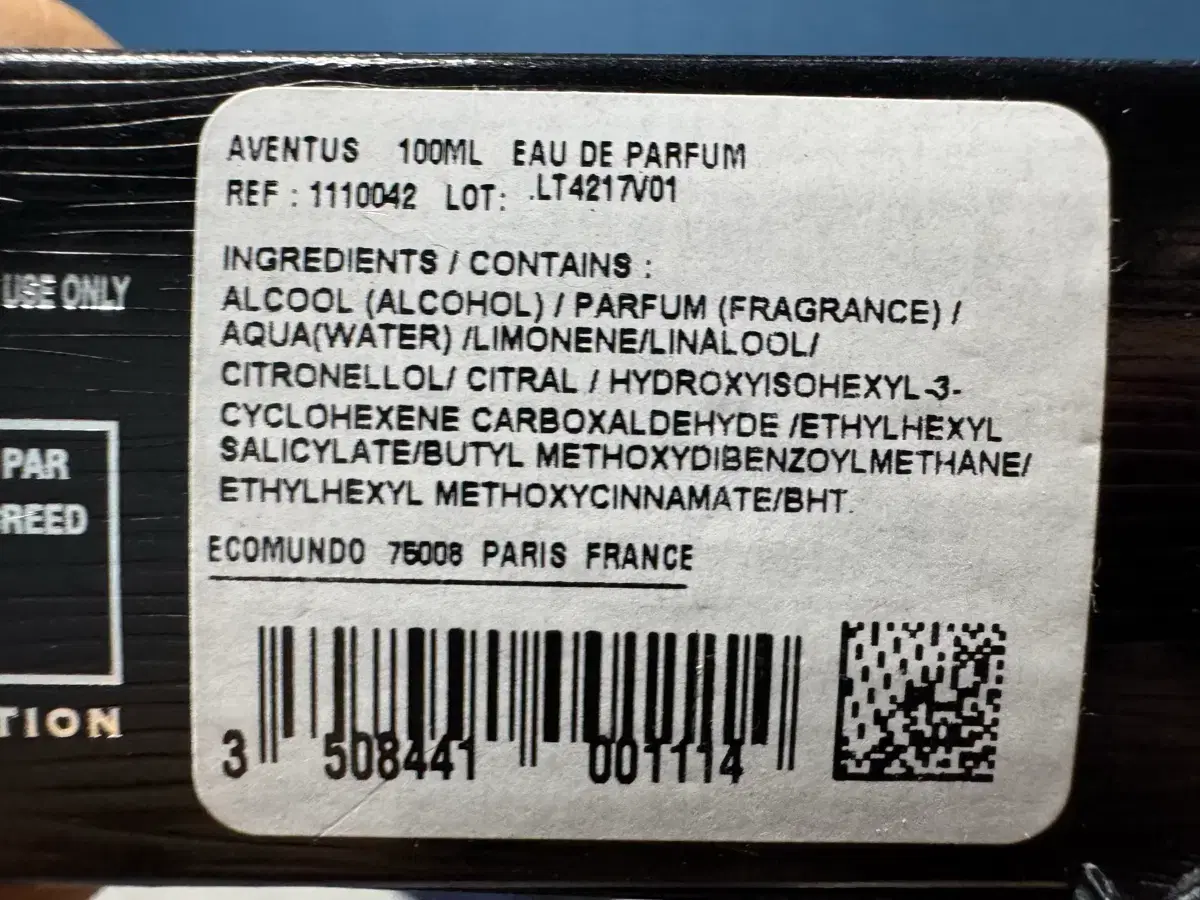 AVENTUS 100ML EAU DE PARFUM
REF : 1110042 LOT: .LT4217V01
INGREDIENTS / CONTAINS :
ALCOOL (ALCOHOL) / PARFUM (FRAGRANCE) /
AQUA(WATER) /LIMONENE/LINALOOL/
CITRONELLOL/ CITRAL / HYDROXYISOHEXYL-3-
CYCLOHEXENE CARBOXALDEHYDE /ETHYLHEXYL
SALICYLATE/BUTYL METHOXYDIBENZOYLMETHANE/
ETHYLHEXYL METHOXYCINNAMATE/BHT.
ECOMUNDO 75008 PARIS FRANCE
3 508441 001114
USE ONLY
PAR
REED
TION